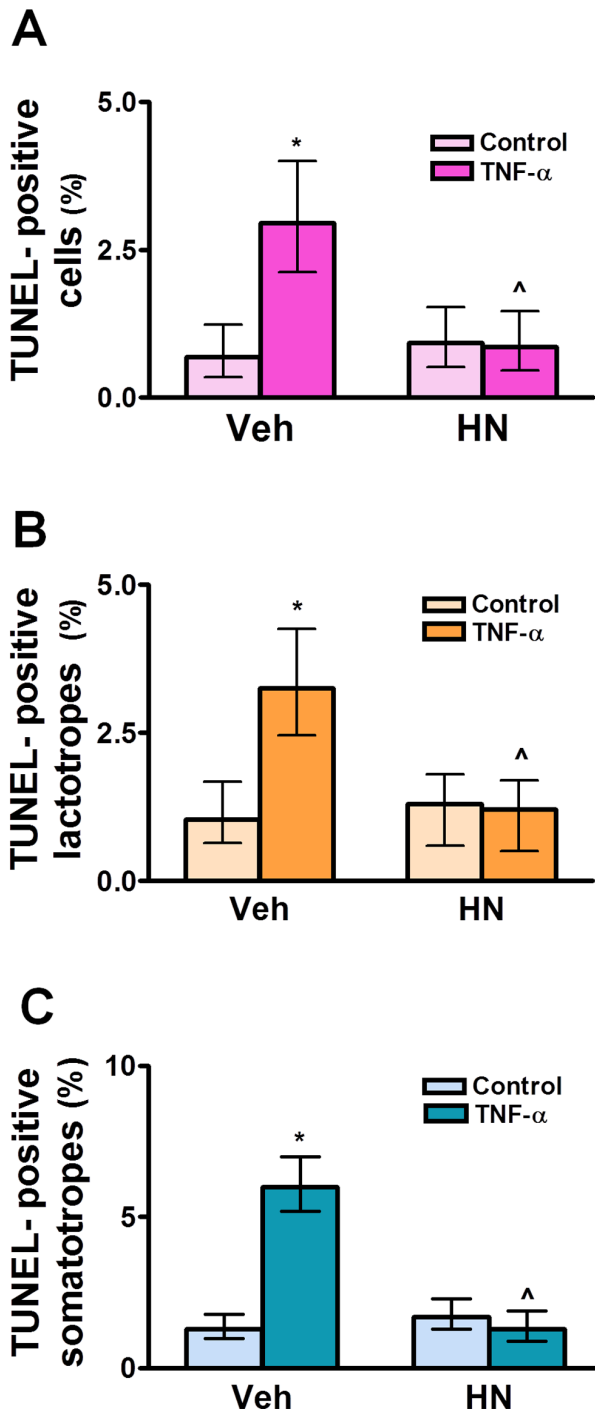 A
TUNEL- positive
cells (%)
5.0
2.5
0.0
*
^
Control
TNF-α
Veh
HN
B
TUNEL- positive
lactotropes (%)
5.0
2.5
0.0
*
^
Control
TNF-α
Veh
HN
C
TUNEL- positive
somatotropes (%)
10
5
0
*
^
Control
TNF-α
Veh
HN